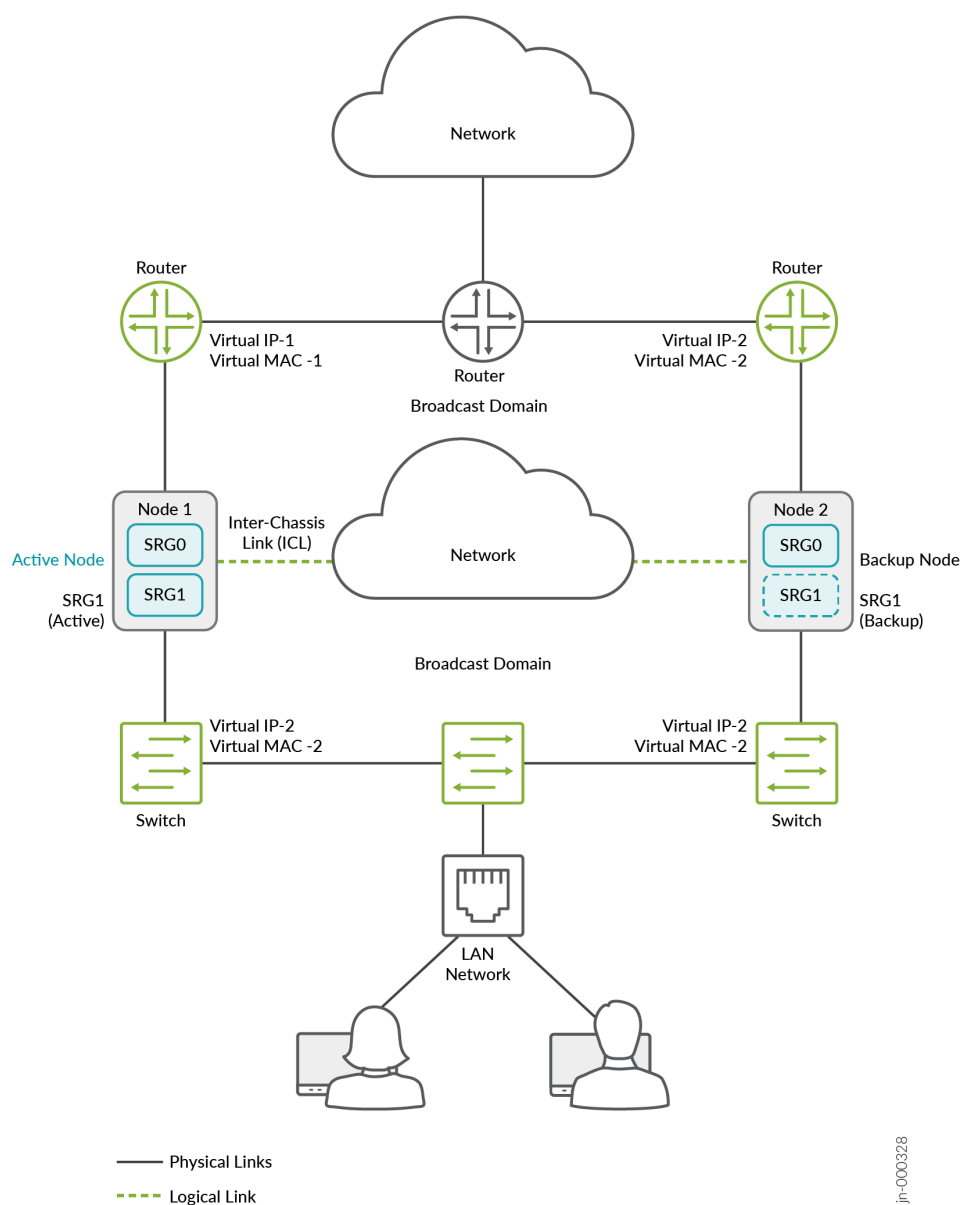 Network
Router
Router
Virtual IP-1
Virtual MAC -1
Virtual IP-2
Virtual MAC -2
Router
Broadcast Domain
Node 1
SRG0
SRG1
Active Node
SRG1
(Active)
Inter-Chassis
Link (ICL)
Network
Node 2
SRG0
SRG1
Backup Node
SRG1
(Backup)
Broadcast Domain
Virtual IP-2
Virtual MAC -2
Virtual IP-2
Virtual MAC -2
Switch
Switch
LAN
Network
Physical Links
Logical Link
jn-000328